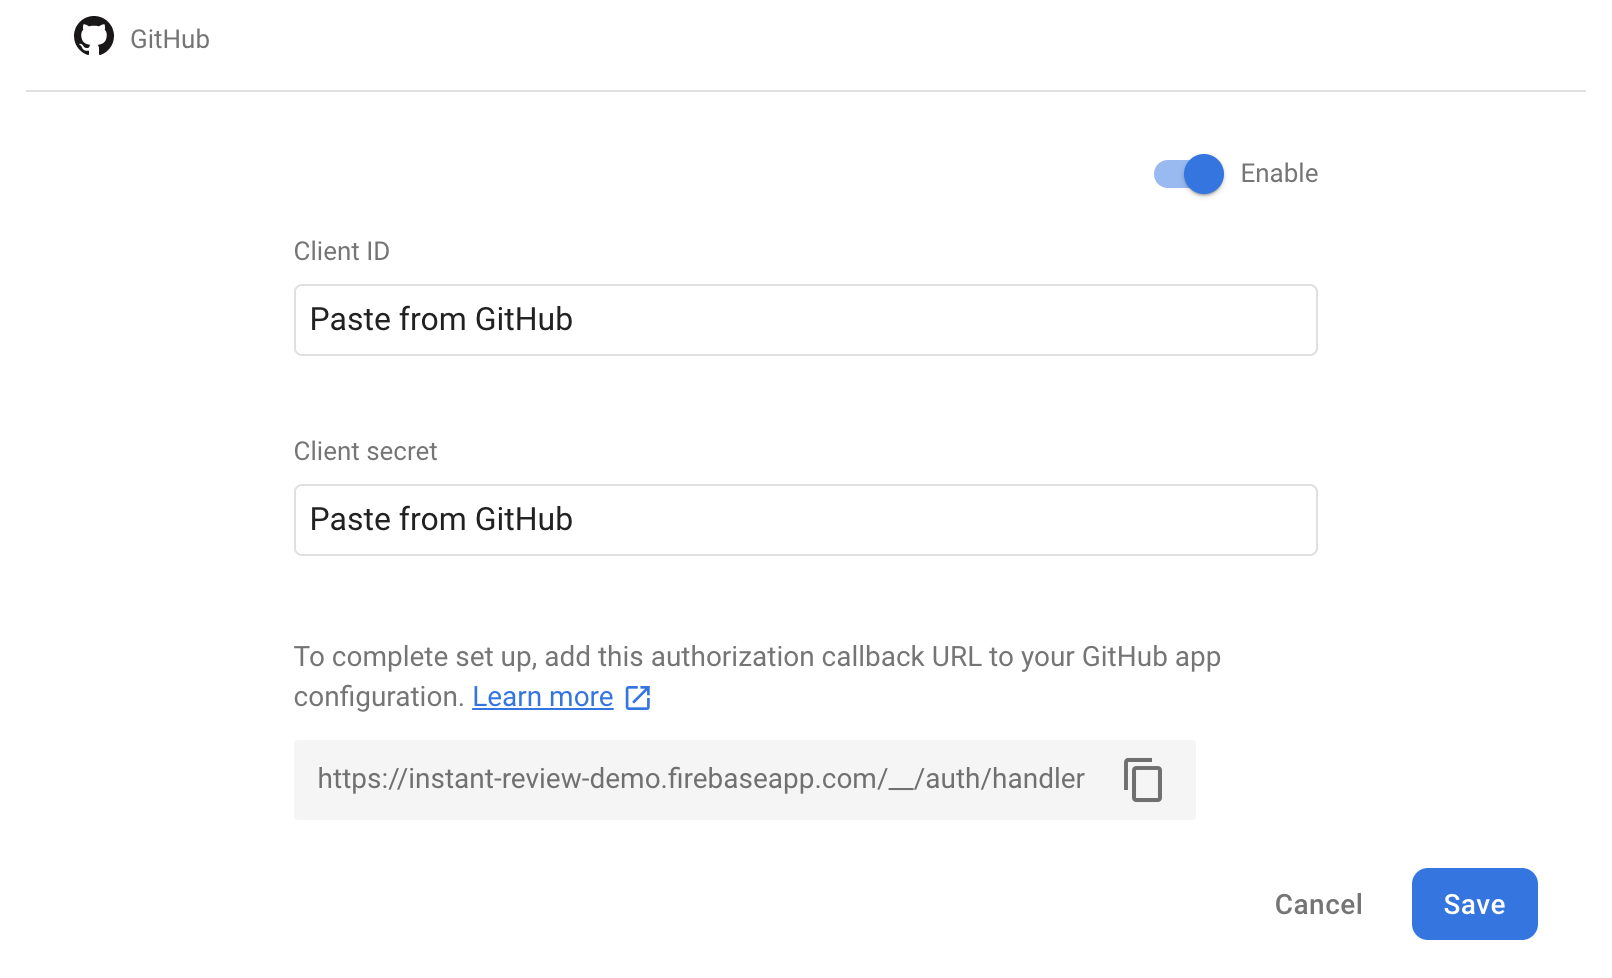 GitHub
Enable
Client ID
Paste from GitHub
Client secret
Paste from GitHub
To complete set up, add this authorization callback URL to your GitHub app
configuration. Learn more
https://instant-review-demo.firebaseapp.com/__/auth/handler
Cancel
Save